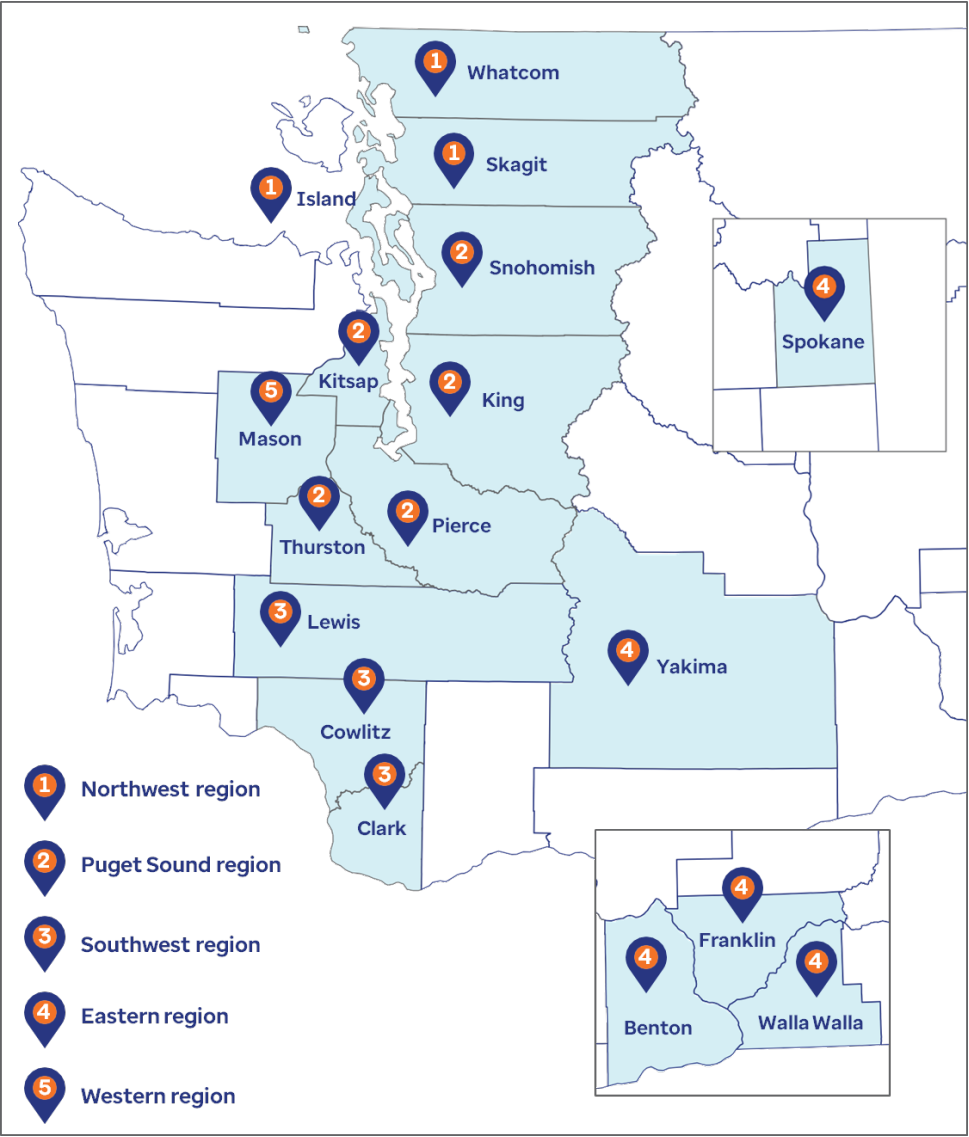 1
Whatcom
1
Skagit
1
Island
2
Snohomish
4
Spokane
2
Kitsap
2
King
5
Mason
2
Thurston
2
Pierce
3
Lewis
4
Yakima
3
Cowlitz
3
Clark
1 Northwest region
2 Puget Sound region
3 Southwest region
4 Eastern region
5 Western region
4
Franklin
4
Benton
4
Walla Walla